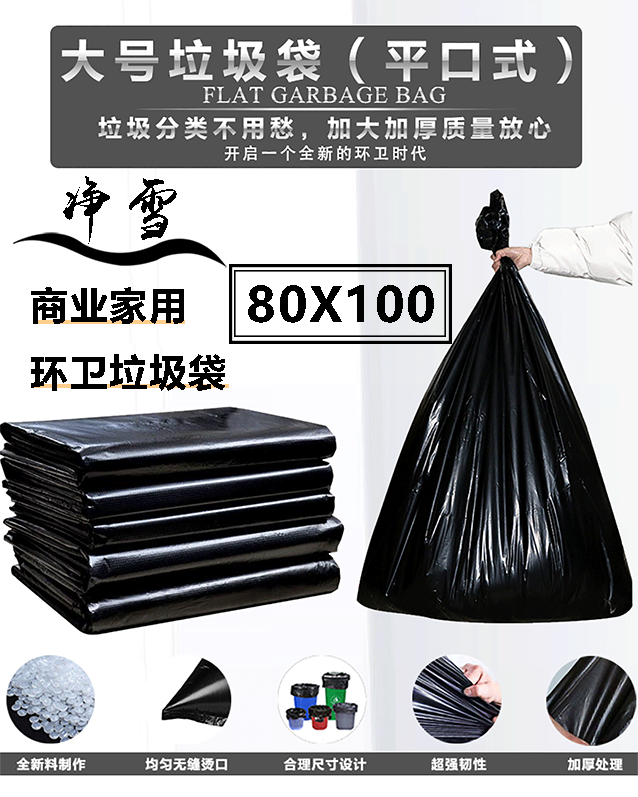 大号垃圾袋（平口式）
FLAT GARBAGE BAG
垃圾分类不用愁，加大加厚质量放心
开启一个全新的环卫时代
净雪
商业家用
80X100
环卫垃圾袋
全新料制作
均匀无缝烫口
合理尺寸设计
超强韧性
加厚处理